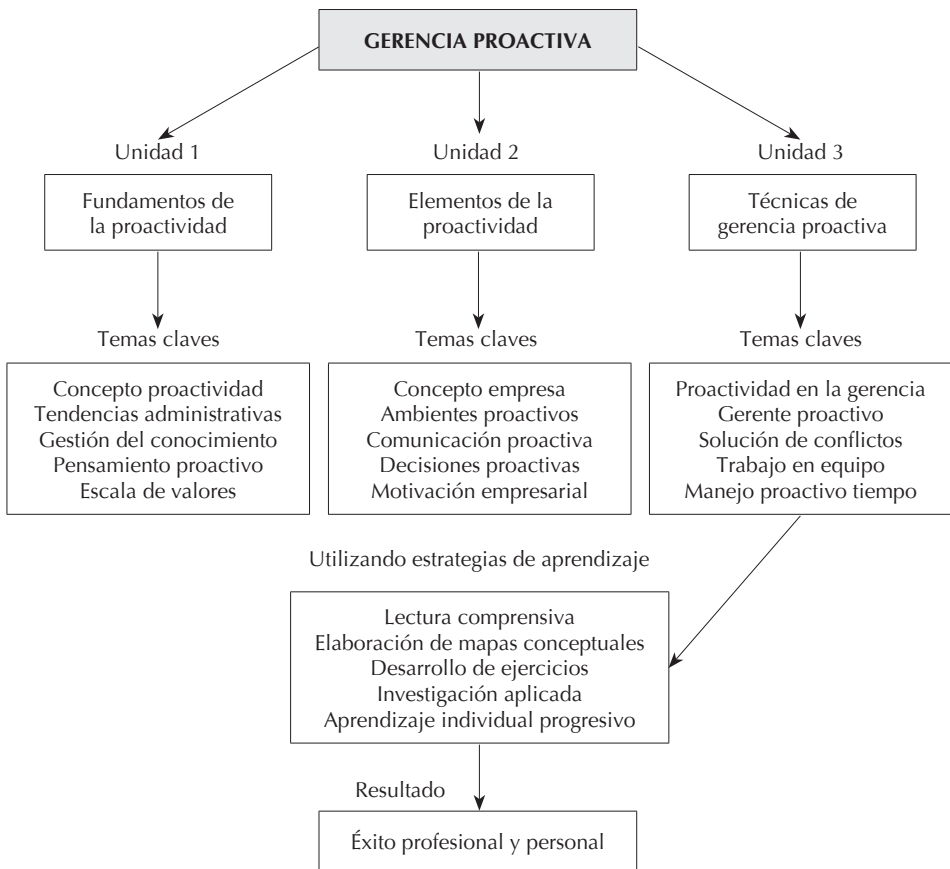 GERENCIA PROACTIVA
Unidad 1
Fundamentos de
la proactividad
Temas claves
Concepto proactividad
Tendencias administrativas
Gestión del conocimiento
Pensamiento proactivo
Escala de valores
Unidad 2
Elementos de la
proactividad
Temas claves
Concepto empresa
Ambientes proactivos
Comunicación proactiva
Decisiones proactivas
Motivación empresarial
Unidad 3
Técnicas de
gerencia proactiva
Temas claves
Proactividad en la gerencia
Gerente proactivo
Solución de conflictos
Trabajo en equipo
Manejo proactivo tiempo
Utilizando estrategias de aprendizaje
Lectura comprensiva
Elaboración de mapas conceptuales
Desarrollo de ejercicios
Investigación aplicada
Aprendizaje individual progresivo
Resultado
Éxito profesional y personal